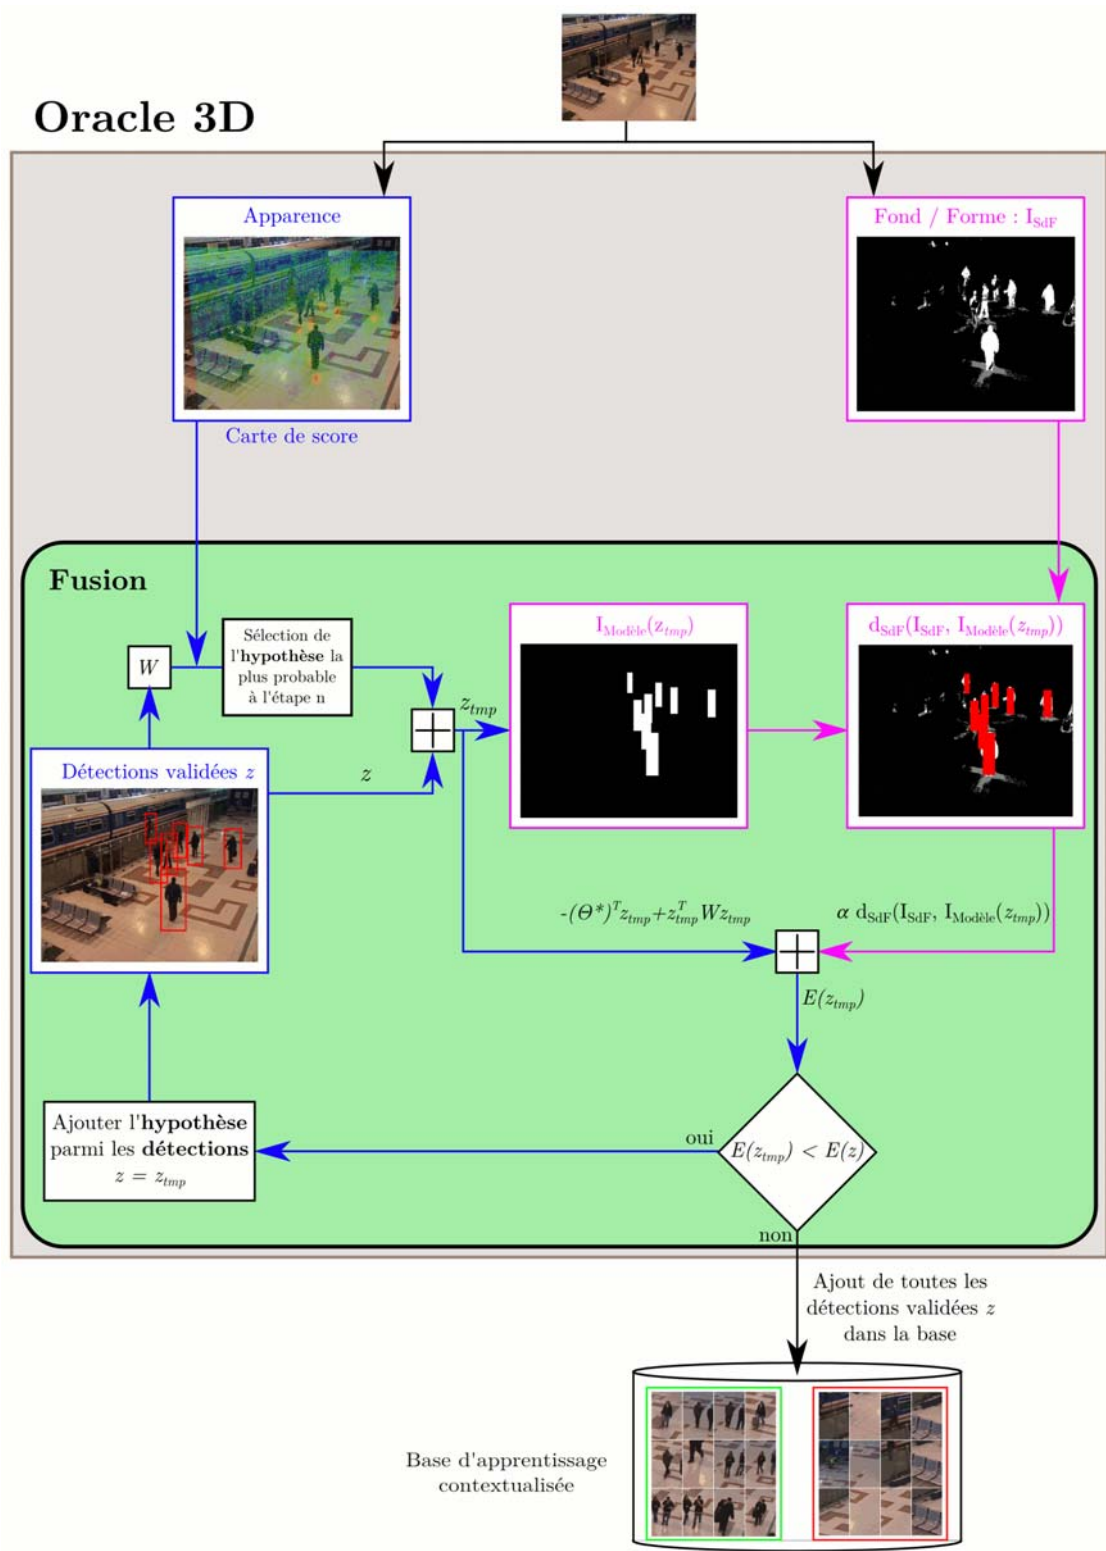 Oracle 3D
Apparence
Fond / Forme : I_SdF
Carte de score
Fusion
W
Sélection de
l'hypothèse la
plus probable
à l'étape n
z_tmp
I_Modèle(z_tmp)
d_SdF(I_SdF, I_Modèle(z_tmp))
Détections validées z
z
-(Θ*)^T z_tmp+z_tmp^T Wz_tmp
α d_SdF(I_SdF, I_Modèle(z_tmp))
E(z_tmp)
Ajouter l'hypothèse
parmi les détections
z = z_tmp
oui
E(z_tmp) < E(z)
non
Ajout de toutes les
détections validées z
dans la base
Base d'apprentissage
contextualisée